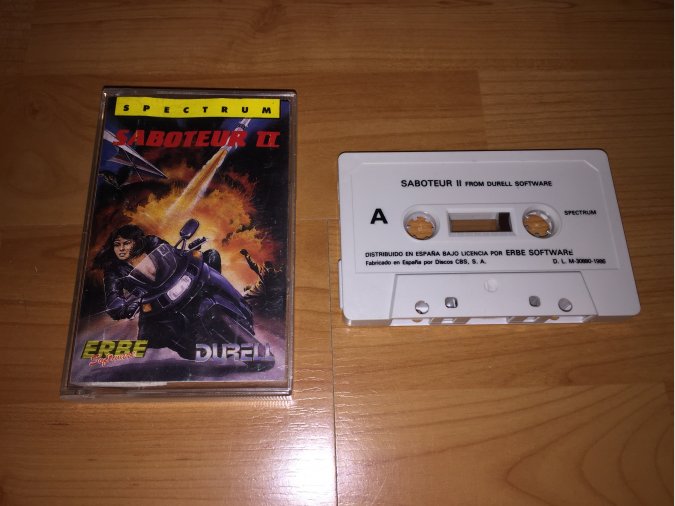 SPECTRUM
SABOTEUR II
ERBE
Software
DURELL
SABOTEUR II FROM DURELL SOFTWARE
A
SPECTRUM
DISTRIBUIDO EN ESPAÑA BAJO LICENCIA POR ERBE SOFTWARE
Fabricado en España por Discos CBS, S. A.
D. L. M-30880-1986